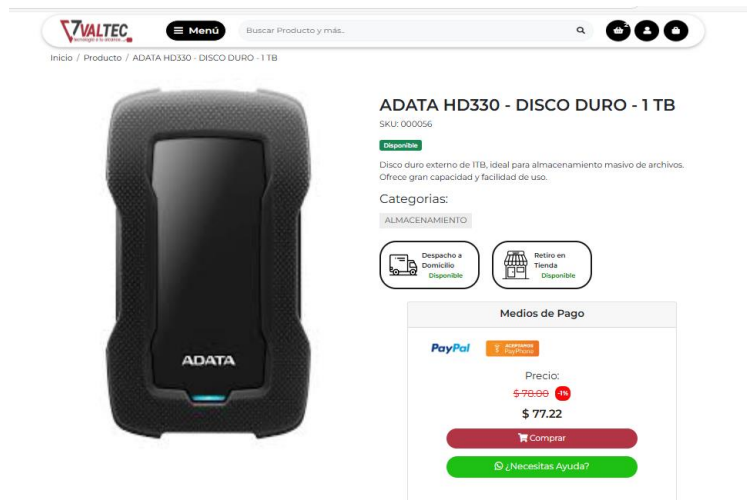 VALTEC
Menú
Buscar Producto y más..
2
Inicio / Producto / ADATA HD330 - DISCO DURO - 1 TB
ADATA
ADATA HD330 - DISCO DURO - 1 TB
SKU: 000056
Disponible
Disco duro externo de 1TB, ideal para almacenamiento masivo de archivos.
Ofrece gran capacidad y facilidad de uso.
Categorias:
ALMACENAMIENTO
Despacho a
Domicilio
Disponible
Retiro en
Tienda
Disponible
Medios de Pago
PayPal
ACEPTAMOS
PayPhone
Precio:
$ 78.00 -1%
$ 77.22
Comprar
¿Necesitas Ayuda?